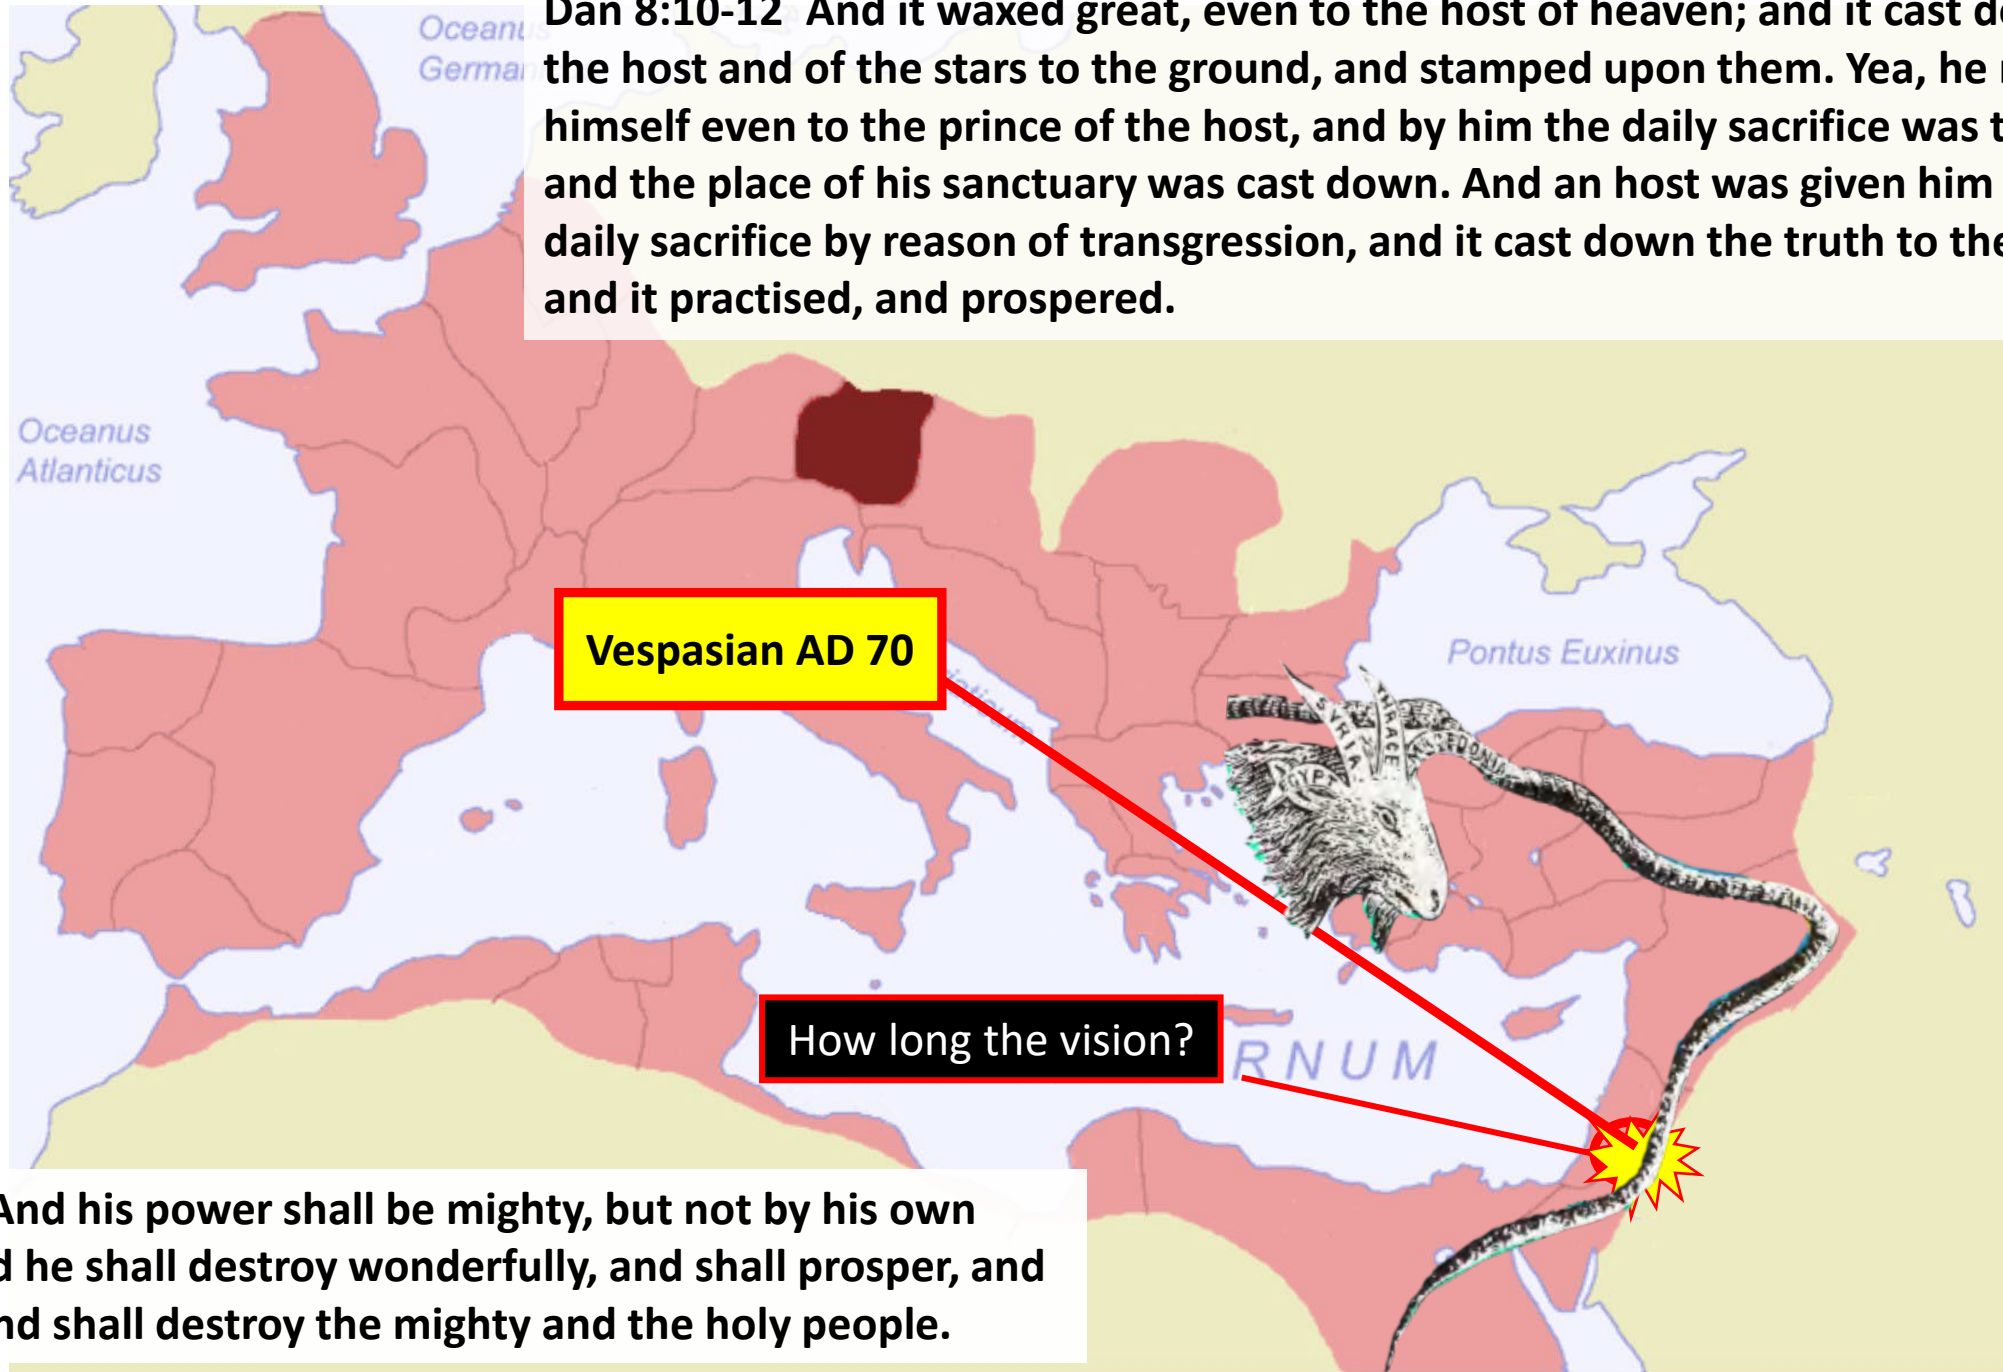 Dan 8:10-12 And it waxed great, even to the host of heaven; and it cast
the host and of the stars to the ground, and stamped upon them. Yea, he
himself even to the prince of the host, and by him the daily sacrifice was
and the place of his sanctuary was cast down. And an host was given him
daily sacrifice by reason of transgression, and it cast down the truth to the
and it practised, and prospered.
Oceanus
German
Oceanus
Atlanticus
Vespasian AD 70
Pontus Euxinus
SYRIA
THRACE
How long the vision?
RNUM
And his power shall be mighty, but not by his own
he shall destroy wonderfully, and shall prosper, and
nd shall destroy the mighty and the holy people.